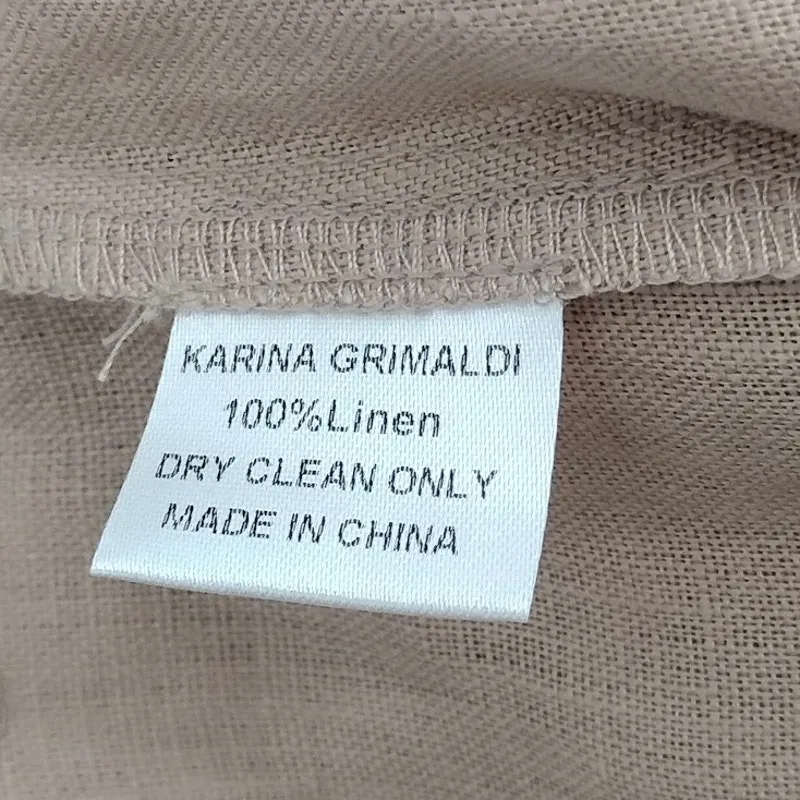 KARINA GRIMALDI
100%Linen
DRY CLEAN ONLY
MADE IN CHINA